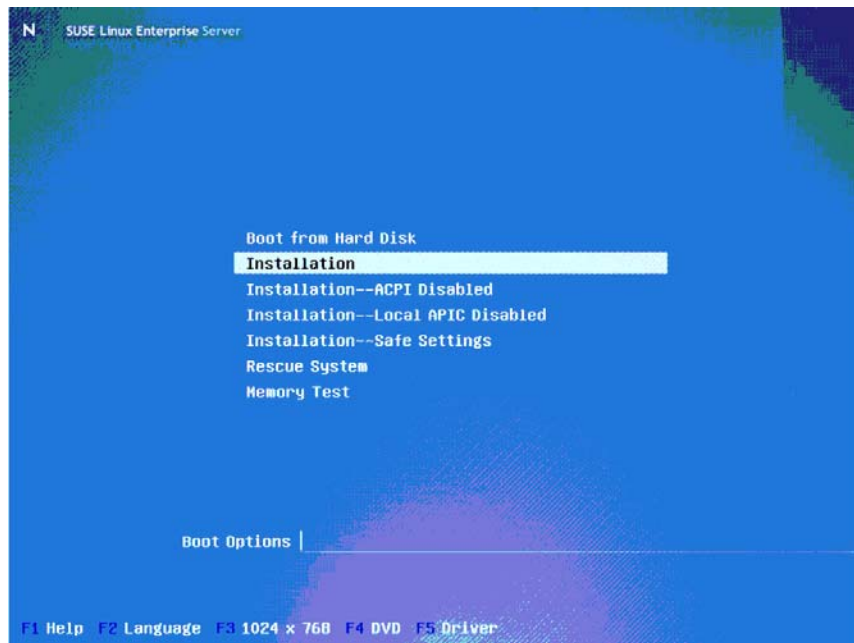 N SUSE Linux Enterprise Server
Boot from Hard Disk
Installation
Installation--ACPI Disabled
Installation--Local APIC Disabled
Installation--Safe Settings
Rescue System
Memory Test
Boot Options
F1 Help F2 Language F3 1024 x 768 F4 DVD F5 Driver